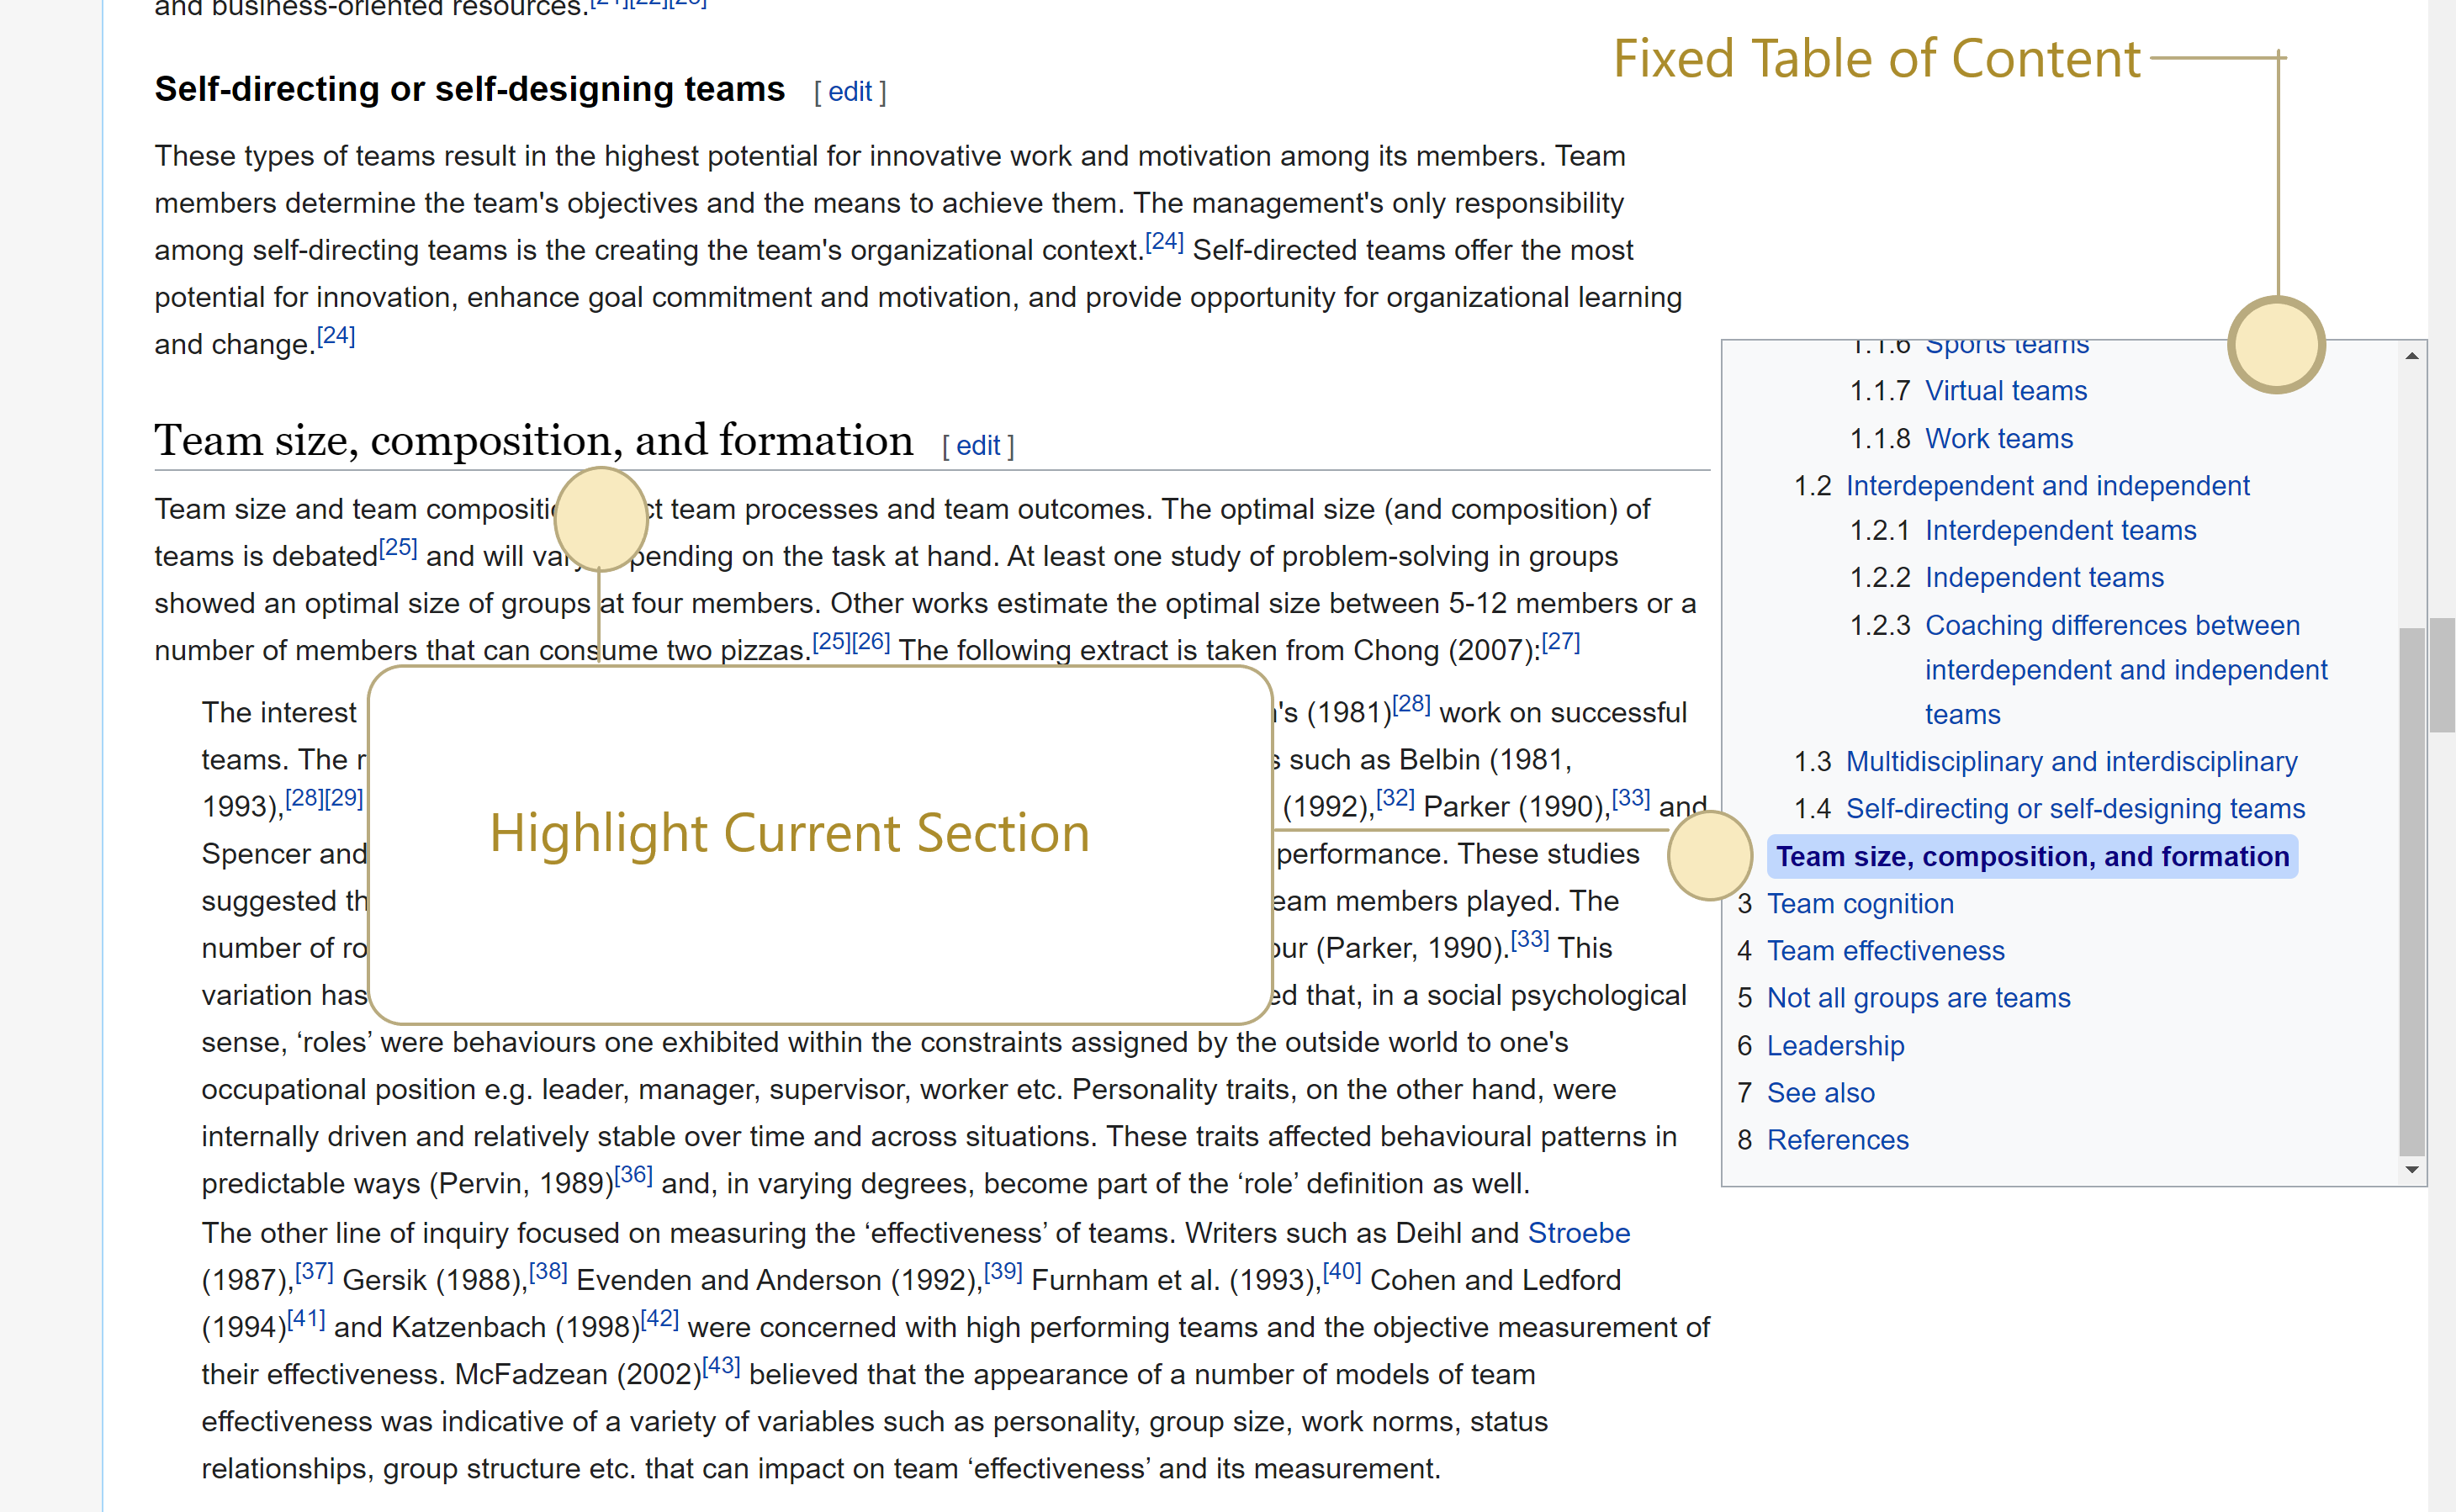 and business-oriented resources.[21][22][23]
Fixed Table of Content
Self-directing or self-designing teams [ edit ]
These types of teams result in the highest potential for innovative work and motivation among its members. Team
members determine the team's objectives and the means to achieve them. The management's only responsibility
among self-directing teams is the creating the team's organizational context.[24] Self-directed teams offer the most
potential for innovation, enhance goal commitment and motivation, and provide opportunity for organizational learning
and change.[24]
Team size, composition, and formation [ edit ]
Team size and team team processes and team outcomes. The optimal size (and composition) of
teams is debated[25] and will on the task at hand. At least one study of problem-solving in groups
showed an optimal size of groups at four members. Other works estimate the optimal size between 5-12 members or a
number of members that can consume two pizzas.[25][26] The following extract is taken from Chong (2007):[27]
The interest (1981)[28] work on successful
teams. The such as Belbin (1981,
1993),[28][29] (1992),[32] Parker (1990),[33] and
Spencer and performance. These studies
suggested members played. The
number of (Parker, 1990).[33] This
variation has that, in a social psychological
Highlight Current Section
sense, ‘roles’ were behaviours one exhibited within the constraints assigned by the outside world to one's
occupational position e.g. leader, manager, supervisor, worker etc. Personality traits, on the other hand, were
internally driven and relatively stable over time and across situations. These traits affected behavioural patterns in
predictable ways (Pervin, 1989)[36] and, in varying degrees, become part of the ‘role’ definition as well.
The other line of inquiry focused on measuring the ‘effectiveness’ of teams. Writers such as Deihl and Stroebe
(1987),[37] Gersik (1988),[38] Evenden and Anderson (1992),[39] Furnham et al. (1993),[40] Cohen and Ledford
(1994)[41] and Katzenbach (1998)[42] were concerned with high performing teams and the objective measurement of
their effectiveness. McFadzean (2002)[43] believed that the appearance of a number of models of team
effectiveness was indicative of a variety of variables such as personality, group size, work norms, status
relationships, group structure etc. that can impact on team ‘effectiveness’ and its measurement.
1.1.6 Sports teams
1.1.7 Virtual teams
1.1.8 Work teams
1.2 Interdependent and independent
1.2.1 Interdependent teams
1.2.2 Independent teams
1.2.3 Coaching differences between
interdependent and independent
teams
1.3 Multidisciplinary and interdisciplinary
1.4 Self-directing or self-designing teams
Team size, composition, and formation
3 Team cognition
4 Team effectiveness
5 Not all groups are teams
6 Leadership
7 See also
8 References